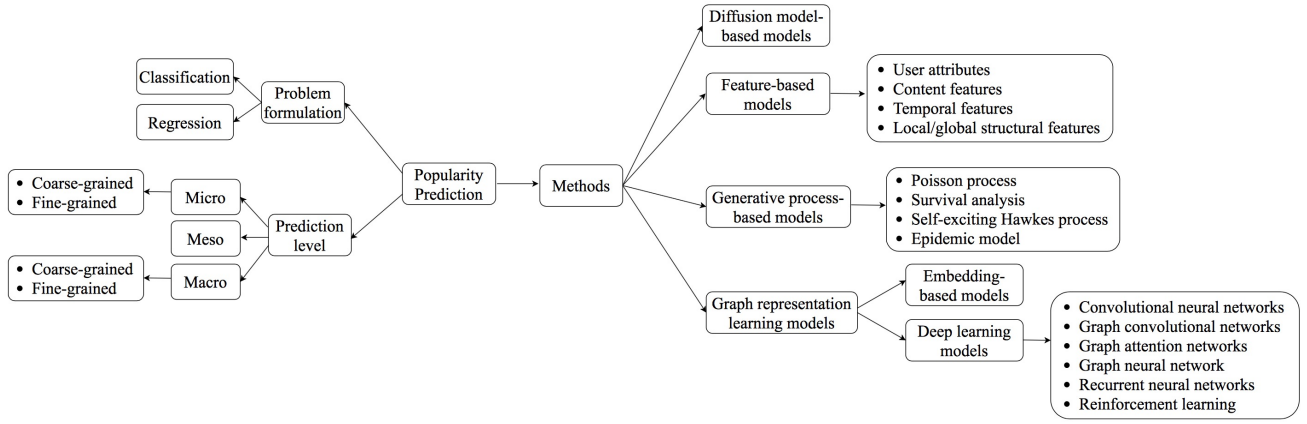 Classification
Regression
Problem
formulation
• Coarse-grained
• Fine-grained
Micro
Meso
• Coarse-grained
• Fine-grained
Macro
Prediction
level
Popularity
Prediction
Methods
Diffusion model-
based models
Feature-based
models
• User attributes
• Content features
• Temporal features
• Local/global structural features
Generative process-
based models
• Poisson process
• Survival analysis
• Self-exciting Hawkes process
• Epidemic model
Graph representation
learning models
Embedding-
based models
Deep learning
models
• Convolutional neural networks
• Graph convolutional networks
• Graph attention networks
• Graph neural network
• Recurrent neural networks
• Reinforcement learning